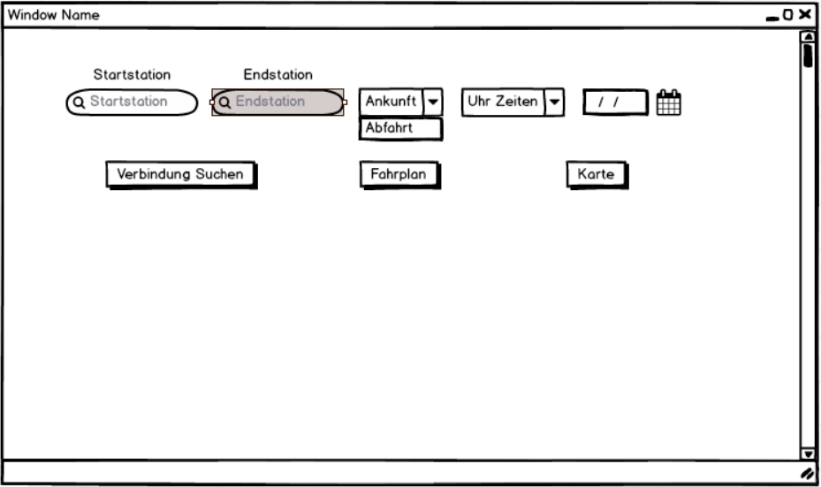 Window Name
Startstation Endstation
Startstation Endstation Ankunft Uhr Zeiten / /
Abfahrt
Verbindung Suchen Fahrplan Karte